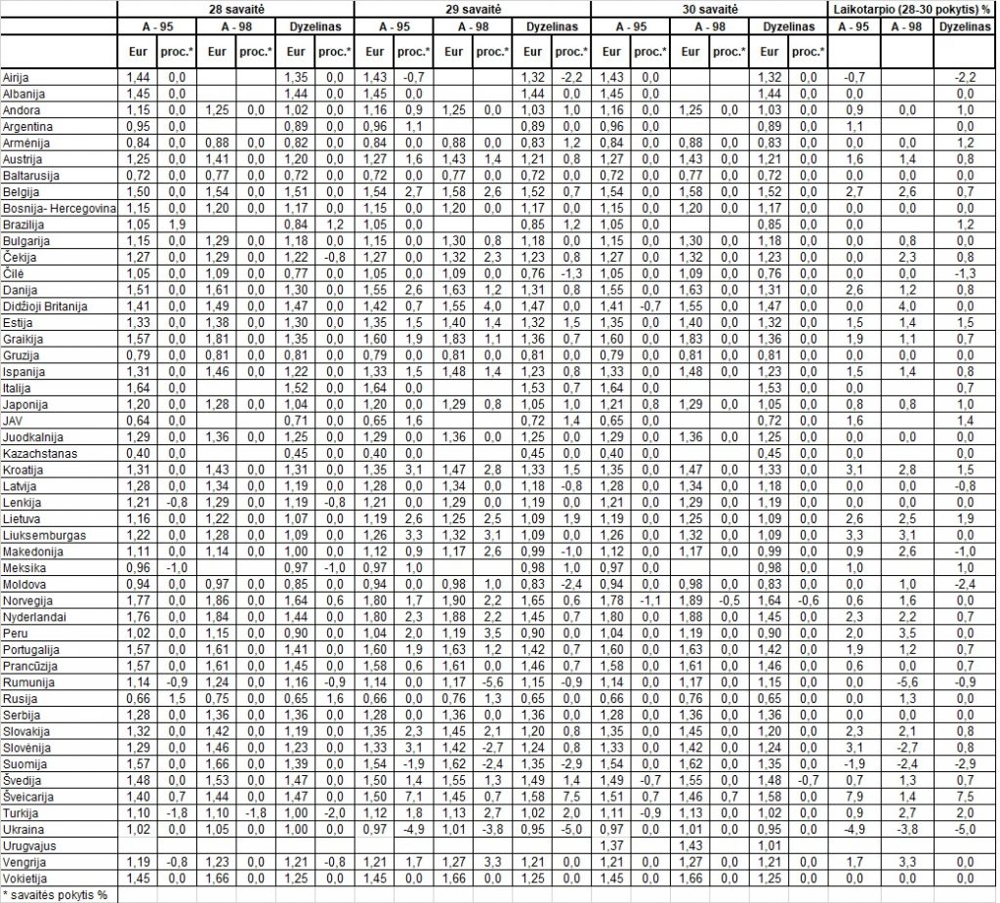 28 savaitė 29 savaitė 30 savaitė Laikotarpio (28-30 pokytis) %
A - 95 A - 98 Dyzelinas A - 95 A - 98 Dyzelinas A - 95 A - 98 Dyzelinas A - 95 A - 98 Dyzelinas
Eur proc.* Eur proc.* Eur proc.* Eur proc.* Eur proc.* Eur proc.* Eur proc.* Eur proc.* Eur proc.*
Airija 1,44 0,0 1,35 0,0 1,43 -0,7 1,32 -2,2 1,43 0,0 1,32 0,0 -0,7 -2,2
Albanija 1,45 0,0 1,44 0,0 1,45 0,0 1,44 0,0 1,45 0,0 1,44 0,0 0,0 0,0
Andora 1,15 0,0 1,25 0,0 1,02 0,0 1,16 0,9 1,25 0,0 1,03 1,0 1,16 0,0 1,25 0,0 1,03 0,0 0,9 0,0 1,0
Argentina 0,95 0,0 0,89 0,0 0,96 1,1 0,89 0,0 0,96 0,0 0,89 0,0 1,1 0,0
Armėnija 0,84 0,0 0,88 0,0 0,82 0,0 0,84 0,0 0,88 0,0 0,83 1,2 0,84 0,0 0,88 0,0 0,83 0,0 0,0 0,0 1,2
Austrija 1,25 0,0 1,41 0,0 1,20 0,0 1,27 1,6 1,43 1,4 1,21 0,8 1,27 0,0 1,43 0,0 1,21 0,0 1,6 1,4 0,8
Baltarusija 0,72 0,0 0,77 0,0 0,72 0,0 0,72 0,0 0,77 0,0 0,72 0,0 0,72 0,0 0,77 0,0 0,72 0,0 0,0 0,0 0,0
Belgija 1,50 0,0 1,54 0,0 1,51 0,0 1,54 2,7 1,58 2,6 1,52 0,7 1,54 0,0 1,58 0,0 1,52 0,0 2,7 2,6 0,7
Bosnija- Hercegovina 1,15 0,0 1,20 0,0 1,17 0,0 1,15 0,0 1,20 0,0 1,17 0,0 1,15 0,0 1,20 0,0 1,17 0,0 0,0 0,0 0,0
Brazilija 1,05 1,9 0,84 1,2 1,05 0,0 0,85 1,2 1,05 0,0 0,85 0,0 0,0 1,2
Bulgarija 1,15 0,0 1,29 0,0 1,18 0,0 1,15 0,0 1,30 0,8 1,18 0,0 1,15 0,0 1,30 0,0 1,18 0,0 0,0 0,8 0,0
Čekija 1,27 0,0 1,29 0,0 1,22 -0,8 1,27 0,0 1,32 2,3 1,23 0,8 1,27 0,0 1,32 0,0 1,23 0,0 0,0 2,3 0,8
Čilė 1,05 0,0 1,09 0,0 0,77 0,0 1,05 0,0 1,09 0,0 0,76 -1,3 1,05 0,0 1,09 0,0 0,76 0,0 0,0 0,0 -1,3
Danija 1,51 0,0 1,61 0,0 1,30 0,0 1,55 2,6 1,63 1,2 1,31 0,8 1,55 0,0 1,63 0,0 1,31 0,0 2,6 1,2 0,8
Didžioji Britanija 1,41 0,0 1,49 0,0 1,47 0,0 1,42 0,7 1,55 4,0 1,47 0,0 1,41 -0,7 1,55 0,0 1,47 0,0 0,0 4,0 0,0
Estija 1,33 0,0 1,38 0,0 1,30 0,0 1,35 1,5 1,40 1,4 1,32 1,5 1,35 0,0 1,40 0,0 1,32 0,0 1,5 1,4 1,5
Graikija 1,57 0,0 1,81 0,0 1,35 0,0 1,60 1,9 1,83 1,1 1,36 0,7 1,60 0,0 1,83 0,0 1,36 0,0 1,9 1,1 0,7
Gruzija 0,79 0,0 0,81 0,0 0,81 0,0 0,79 0,0 0,81 0,0 0,81 0,0 0,79 0,0 0,81 0,0 0,81 0,0 0,0 0,0 0,0
Ispanija 1,31 0,0 1,46 0,0 1,22 0,0 1,33 1,5 1,48 1,4 1,23 0,8 1,33 0,0 1,48 0,0 1,23 0,0 1,5 1,4 0,8
Italija 1,64 0,0 1,52 0,0 1,64 0,0 1,53 0,7 1,64 0,0 1,53 0,0 0,0 0,7
Japonija 1,20 0,0 1,28 0,0 1,04 0,0 1,20 0,0 1,29 0,8 1,05 1,0 1,21 0,8 1,29 0,0 1,05 0,0 0,8 0,8 1,0
JAV 0,64 0,0 0,71 0,0 0,65 1,6 0,72 1,4 0,65 0,0 0,72 0,0 1,6 1,4
Juodkalnija 1,29 0,0 1,36 0,0 1,25 0,0 1,29 0,0 1,36 0,0 1,25 0,0 1,29 0,0 1,36 0,0 1,25 0,0 0,0 0,0 0,0
Kazachstanas 0,40 0,0 0,45 0,0 0,40 0,0 0,45 0,0 0,40 0,0 0,45 0,0 0,0 0,0
Kroatija 1,31 0,0 1,43 0,0 1,31 0,0 1,35 3,1 1,47 2,8 1,33 1,5 1,35 0,0 1,47 0,0 1,33 0,0 3,1 2,8 1,5
Latvija 1,28 0,0 1,34 0,0 1,19 0,0 1,28 0,0 1,34 0,0 1,18 -0,8 1,28 0,0 1,34 0,0 1,18 0,0 0,0 0,0 -0,8
Lenkija 1,21 -0,8 1,29 0,0 1,19 -0,8 1,21 0,0 1,29 0,0 1,19 0,0 1,21 0,0 1,29 0,0 1,19 0,0 0,0 0,0 0,0
Lietuva 1,16 0,0 1,22 0,0 1,07 0,0 1,19 2,6 1,25 2,5 1,09 1,9 1,19 0,0 1,25 0,0 1,09 0,0 2,6 2,5 1,9
Liuksemburgas 1,22 0,0 1,28 0,0 1,09 0,0 1,26 3,3 1,32 3,1 1,09 0,0 1,26 0,0 1,32 0,0 1,09 0,0 3,3 3,1 0,0
Makedonija 1,11 0,0 1,14 0,0 1,00 0,0 1,12 0,9 1,17 2,6 0,99 -1,0 1,12 0,0 1,17 0,0 0,99 0,0 0,9 2,6 -1,0
Meksika 0,96 -1,0 0,97 -1,0 0,97 1,0 0,98 1,0 0,97 0,0 0,98 0,0 1,0 1,0
Moldova 0,94 0,0 0,97 0,0 0,85 0,0 0,94 0,0 0,98 1,0 0,83 -2,4 0,94 0,0 0,98 0,0 0,83 0,0 0,0 1,0 -2,4
Norvegija 1,77 0,0 1,86 0,0 1,64 0,6 1,80 1,7 1,90 2,2 1,65 0,6 1,78 -1,1 1,89 -0,5 1,64 -0,6 0,6 1,6 0,0
Nyderlandai 1,76 0,0 1,84 0,0 1,44 0,0 1,80 2,3 1,88 2,2 1,45 0,7 1,80 0,0 1,88 0,0 1,45 0,0 2,3 2,2 0,7
Peru 1,02 0,0 1,15 0,0 0,90 0,0 1,04 2,0 1,19 3,5 0,90 0,0 1,04 0,0 1,19 0,0 0,90 0,0 2,0 3,5 0,0
Portugalija 1,57 0,0 1,61 0,0 1,41 0,0 1,60 1,9 1,63 1,2 1,42 0,7 1,60 0,0 1,63 0,0 1,42 0,0 1,9 1,2 0,7
Prancūzija 1,57 0,0 1,61 0,0 1,45 0,0 1,58 0,6 1,61 0,0 1,46 0,7 1,58 0,0 1,61 0,0 1,46 0,0 0,6 0,0 0,7
Rumunija 1,14 -0,9 1,24 0,0 1,16 -0,9 1,14 0,0 1,17 -5,6 1,15 -0,9 1,14 0,0 1,17 0,0 1,15 0,0 0,0 -5,6 -0,9
Rusija 0,66 1,5 0,75 0,0 0,65 1,6 0,66 0,0 0,76 1,3 0,65 0,0 0,66 0,0 0,76 0,0 0,65 0,0 0,0 1,3 0,0
Serbija 1,28 0,0 1,36 0,0 1,36 0,0 1,28 0,0 1,36 0,0 1,36 0,0 1,28 0,0 1,36 0,0 1,36 0,0 0,0 0,0 0,0
Slovakija 1,32 0,0 1,42 0,0 1,19 0,0 1,35 2,3 1,45 2,1 1,20 0,8 1,35 0,0 1,45 0,0 1,20 0,0 2,3 2,1 0,8
Slovėnija 1,29 0,0 1,46 0,0 1,23 0,0 1,33 3,1 1,42 -2,7 1,24 0,8 1,33 0,0 1,42 0,0 1,24 0,0 3,1 -2,7 0,8
Suomija 1,57 0,0 1,66 0,0 1,39 0,0 1,54 -1,9 1,62 -2,4 1,35 -2,9 1,54 0,0 1,62 0,0 1,35 0,0 -1,9 -2,4 -2,9
Švedija 1,48 0,0 1,53 0,0 1,47 0,0 1,50 1,4 1,55 1,3 1,49 1,4 1,49 -0,7 1,55 0,0 1,48 -0,7 0,7 1,3 0,7
Šveicarija 1,40 0,7 1,44 0,0 1,47 0,0 1,50 7,1 1,45 0,7 1,58 7,5 1,51 0,7 1,46 0,7 1,58 0,0 7,9 1,4 7,5
Turkija 1,10 -1,8 1,10 -1,8 1,00 -2,0 1,12 1,8 1,13 2,7 1,02 2,0 1,11 -0,9 1,13 0,0 1,02 0,0 0,9 2,7 2,0
Ukraina 1,02 0,0 1,05 0,0 1,00 0,0 0,97 -4,9 1,01 -3,8 0,95 -5,0 0,97 0,0 1,01 0,0 0,95 0,0 -4,9 -3,8 -5,0
Urugvajus 1,37 1,43 1,01
Vengrija 1,19 -0,8 1,23 0,0 1,21 -0,8 1,21 1,7 1,27 3,3 1,21 0,0 1,21 0,0 1,27 0,0 1,21 0,0 1,7 3,3 0,0
Vokietija 1,45 0,0 1,66 0,0 1,25 0,0 1,45 0,0 1,66 0,0 1,25 0,0 1,45 0,0 1,66 0,0 1,25 0,0 0,0 0,0 0,0
* savaitės pokytis %